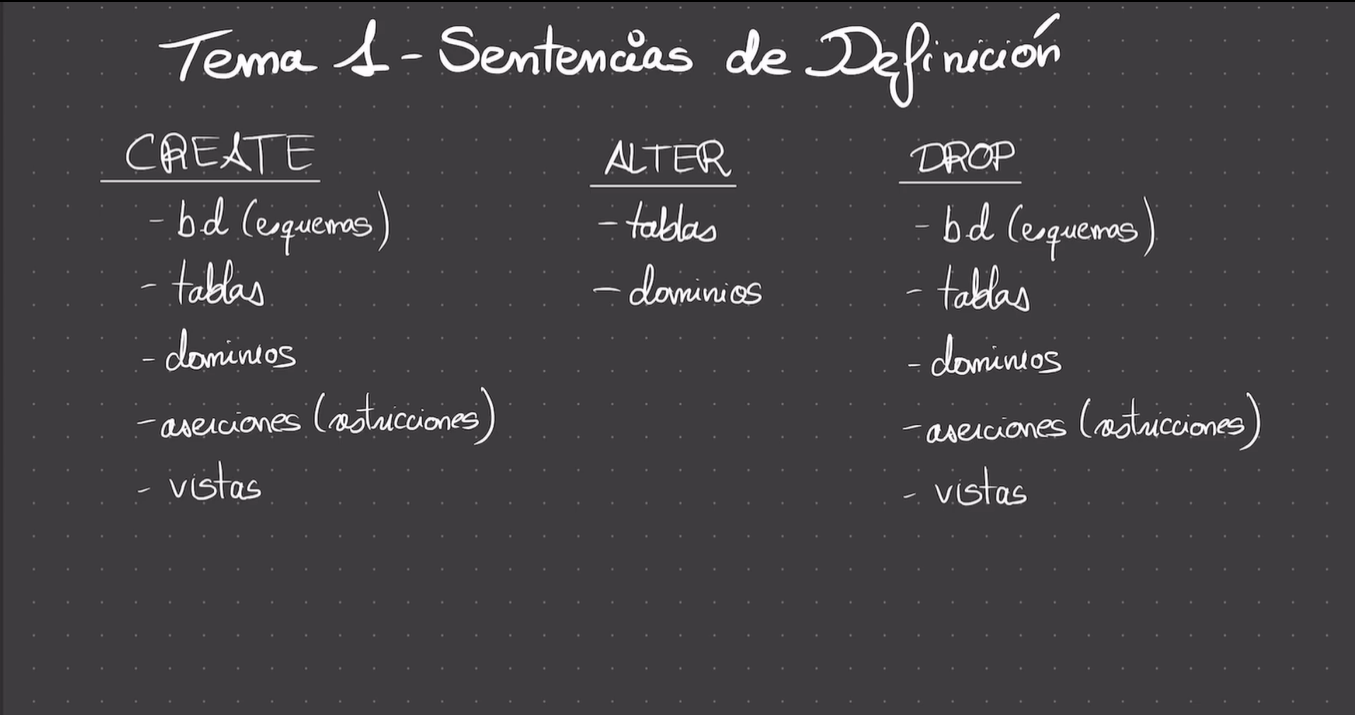 Tema 1 - Sentencias de Definición
CREATE
- bd (esquemas)
- tablas
- dominios
- aserciones (restricciones)
- vistas
ALTER
- tablas
- dominios
DROP
- bd (esquemas)
- tablas
- dominios
- aserciones (restricciones)
- vistas